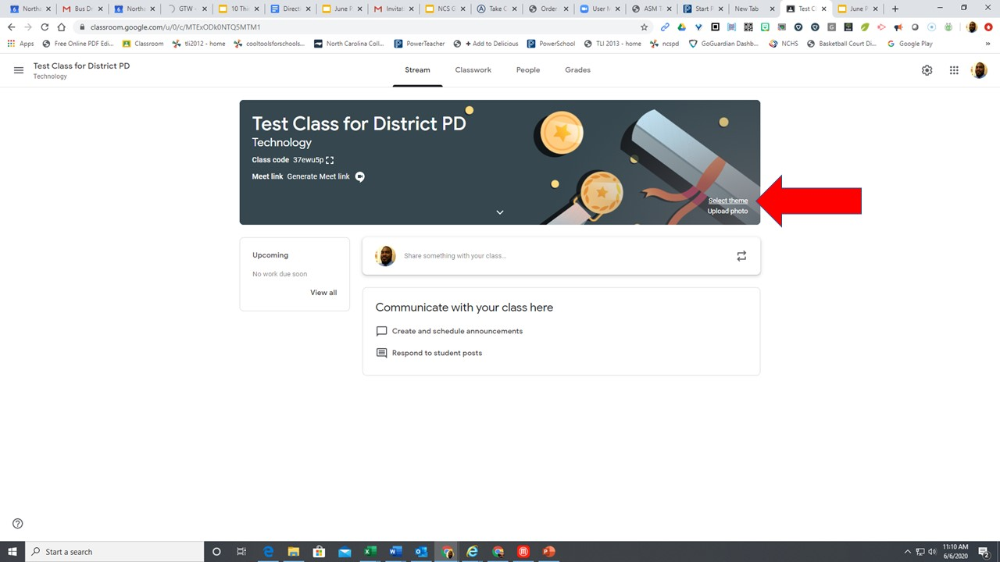 Northa
Bus Dr
Northa
GTW -
10 Thi
Directi
June P
Invitat
NCS G
Take C
Order
User M
ASM T
Start P
New Tab
Test Cl
June P
classroom.google.com/u/0/c/MTExODk0NTQ5MTM1
Apps
Free Online PDF Edi...
Classroom
tli2012 - home
cooltoolsforschools...
North Carolina Coll...
PowerTeacher
+ Add to Delicious
PowerSchool
TLI 2013 - home
ncspd
GoGuardian Dashb...
NCHS
Basketball Court Di...
Google Play
»
Test Class for District PD
Technology
Stream
Classwork
People
Grades
Test Class for District PD
Technology
Class code 37ewu5p
Meet link Generate Meet link
Select theme
Upload photo
Upcoming
No work due soon
View all
Share something with your class...
Communicate with your class here
Create and schedule announcements
Respond to student posts
Start a search
11:10 AM
6/6/2020
2